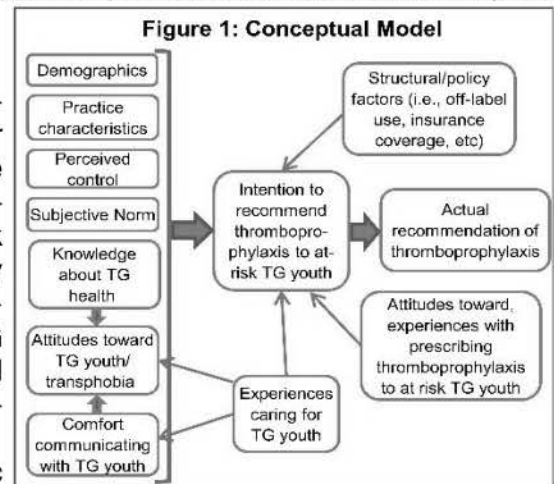 Figure 1: Conceptual Model
Demographics
Practice
characteristics
Perceived
control
Subjective Norm
Knowledge
about TG
health
Attitudes toward
TG youth/
transphobia
Comfort
communicating
with TG youth
Structural/policy
factors (i.e., off-label
use, insurance
coverage, etc)
Intention to
recommend
thrombopro-
phylaxis to at-
risk TG youth
Actual
recommendation of
thromboprophylaxis
Attitudes toward,
experiences with
prescribing
thromboprophylaxis
to at risk TG youth
Experiences
caring for
TG youth